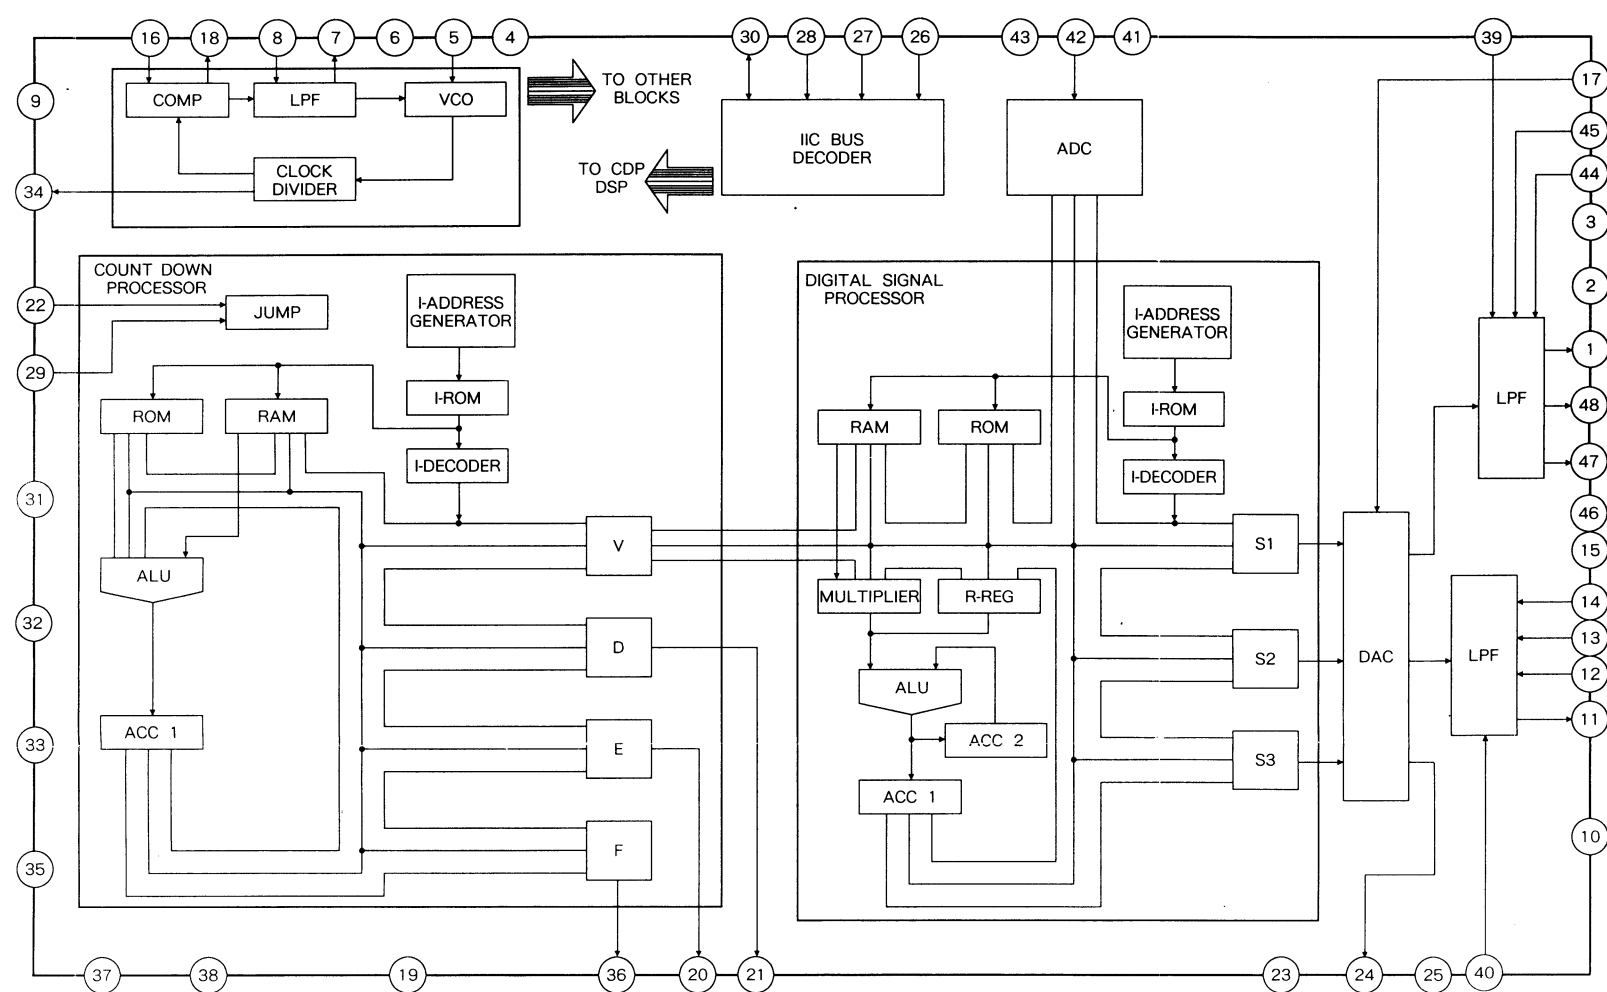 16 18 8 7 6 5 4 30 28 27 26 43 42 41 39
9
COMP LPF VCO
TO OTHER
BLOCKS
17
45
IIC BUS
DECODER
ADC
CLOCK
DIVIDER
TO CDP
DSP
34
44
3
COUNT DOWN
PROCESSOR
DIGITAL SIGNAL
PROCESSOR
22
JUMP
I-ADDRESS
GENERATOR
I-ADDRESS
GENERATOR
2
29
1
ROM RAM I-ROM
RAM ROM I-ROM
LPF
48
I-DECODER
I-DECODER
47
31
46
V
S1
15
ALU
MULTIPLIER R-REG
14
32
D
S2
DAC
LPF
13
12
ALU
11
33
ACC 1
E
ACC 2
S3
ACC 1
10
35
F
37 38 19 36 20 21 23 24 25 40